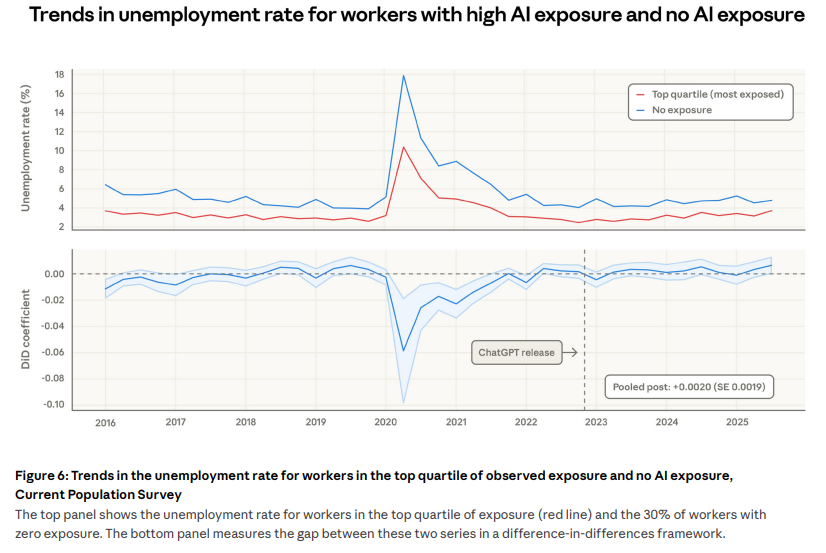 Trends in unemployment rate for workers with high AI exposure and no AI exposure
Unemployment rate (%)
18
16
14
12
10
8
6
4
2
Top quartile (most exposed)
No exposure
DiD coefficient
0.00
-0.02
-0.04
-0.06
-0.08
-0.10
ChatGPT release
Pooled post: +0.0020 (SE 0.0019)
2016
2017
2018
2019
2020
2021
2022
2023
2024
2025
Figure 6: Trends in the unemployment rate for workers in the top quartile of observed exposure and no AI exposure,
Current Population Survey
The top panel shows the unemployment rate for workers in the top quartile of exposure (red line) and the 30% of workers with
zero exposure. The bottom panel measures the gap between these two series in a difference-in-differences framework.